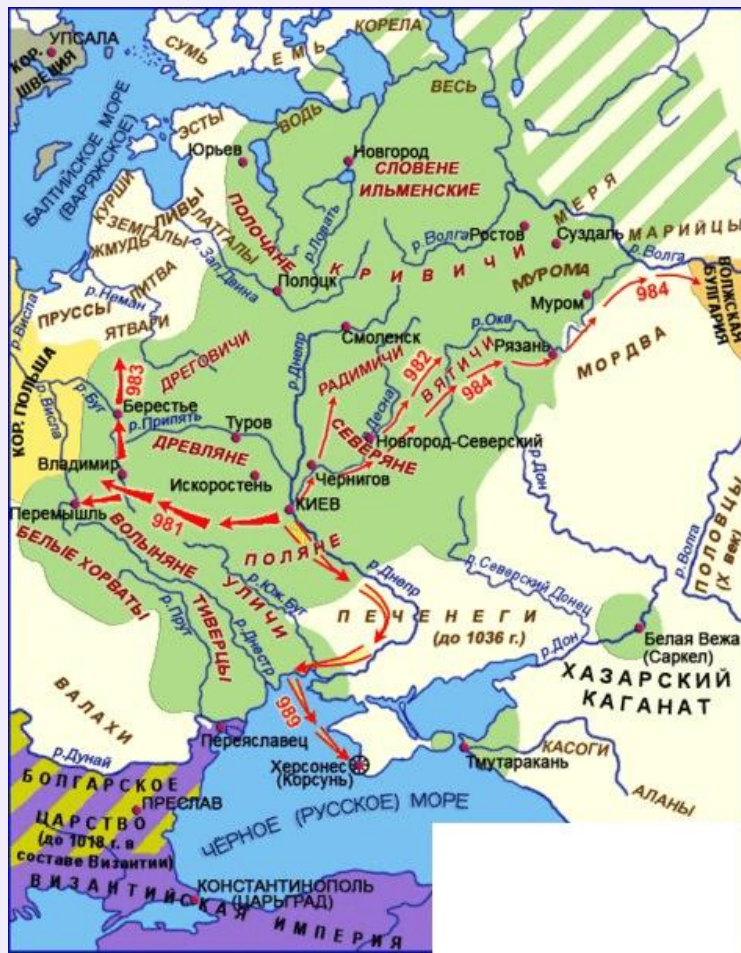 УПСАЛА
КОР.
ШВЕЦИЯ
СУМЬ
ЕМЬ
КОРЕЛА
ВЕСЬ
ВОДЬ
ЭСТЫ
Юрьев
Новгород
СЛОВЕНЕ
ИЛЬМЕНСКИЕ
БАЛТИЙСКОЕ МОРЕ
(ВАРЯЖСКОЕ)
КУРШИ
ЛИВЫ
ЗЕМГАЛЫ
ЛАТГАЛЫ
ЖМУДЬ
ЛИТВА
ПОЛОЧАНЕ
р.Ловать
р.Зап.Двина
КРИВИЧИ
р.Волга
Ростов
Суздаль
МЕРЯ
МАРИЙЦЫ
р.Волга
МУРОМА
Муром
984
ВОЛЖСКАЯ
БУЛГАРИЯ
Полоцк
р.Неман
ПРУССЫ
ЯТВАРИ
р.Висла
КОР. ПОЛЬША
р.Висла
р.Буг
983
ДРЕГОВИЧИ
р.Днепр
Смоленск
р.Ока
Рязань
МОРДВА
РАДИМИЧИ
982
ВЯТИЧИ
984
р.Десна
Берестье
р.Припять
Туров
ДРЕВЛЯНЕ
СЕВЕРЯНЕ
Новгород-Северский
Владимир
Искоростень
Чернигов
КИЕВ
р.Дон
Перемышль
981
ВОЛЫНЯНЕ
ПОЛЯНЕ
БЕЛЫЕ ХОРВАТЫ
УЛИЧИ
р.Юж.Буг
р.Днепр
р.Северский Донец
р.Волга
ПОЛОВЦЫ
(X век)
ПЕЧЕНЕГИ
(до 1036 г.)
р.Прут
ТИВЕРЦЫ
р.Днестр
р.Дон
Белая Вежа
(Саркел)
ХАЗАРСКИЙ
КАГАНАТ
ВАЛАХИ
989
Переяславец
р.Дунай
Херсонес
(Корсунь)
Тмутаракань
КАСОГИ
АЛАНЫ
БОЛГАРСКОЕ
ПРЕСЛАВ
ЦАРСТВО
(до 1018 г. в
составе Византии)
ЧЁРНОЕ (РУССКОЕ) МОРЕ
КОНСТАНТИНОПОЛЬ
(ЦАРЬГРАД)
ВИЗАНТИЙСКАЯ ИМПЕРИЯ